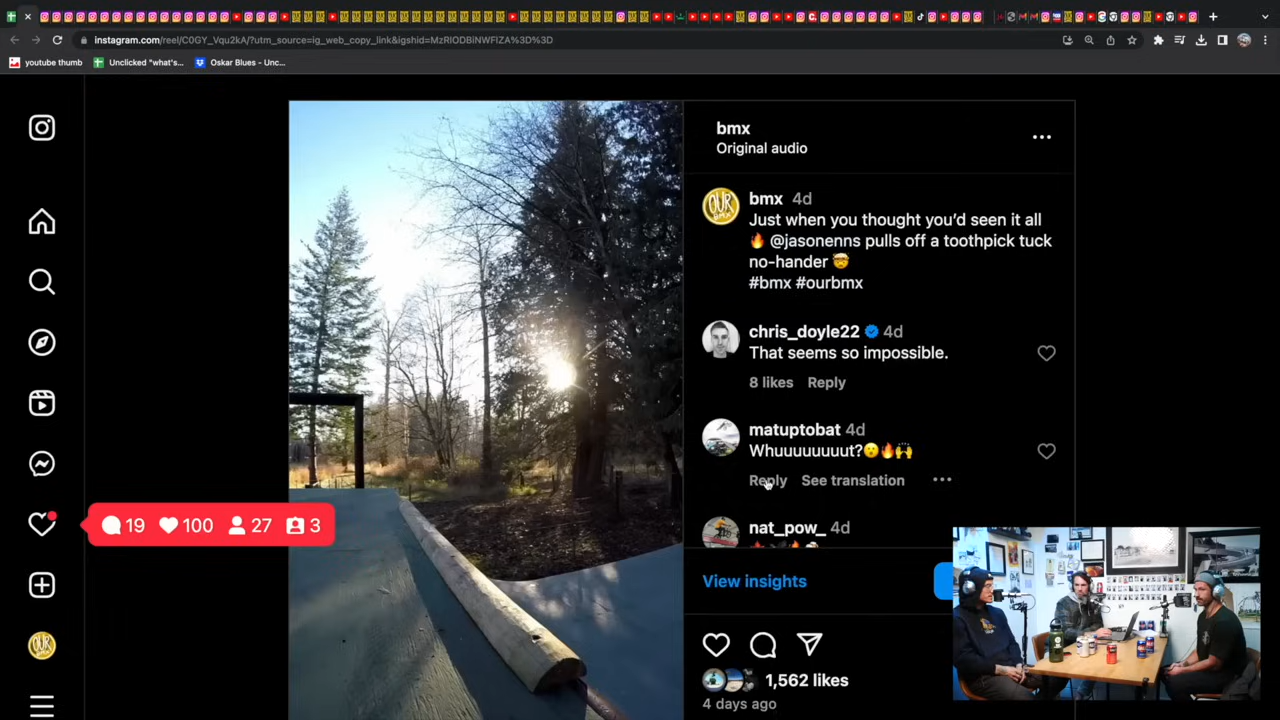 instagram.com/reel/C0GY_Vqu2kA/?utm_source=ig_web_copy_link&igshid=MzRlODBiNWFlZA%3D%3D
youtube thumb
Unclicked "what's...
Oskar Blues - Unc...
bmx
Original audio
bmx 4d
Just when you thought you’d seen it all
🔥 @jasonenns pulls off a toothpick tuck
no-hander 🤯
#bmx #ourbmx
chris_doyle22 4d
That seems so impossible.
8 likes Reply
matuptobat 4d
Whuuuuuuuut?😮🔥🙌
Reply See translation
nat_pow_ 4d
19 100 27 3
View insights
1,562 likes
4 days ago
OUR
BMX